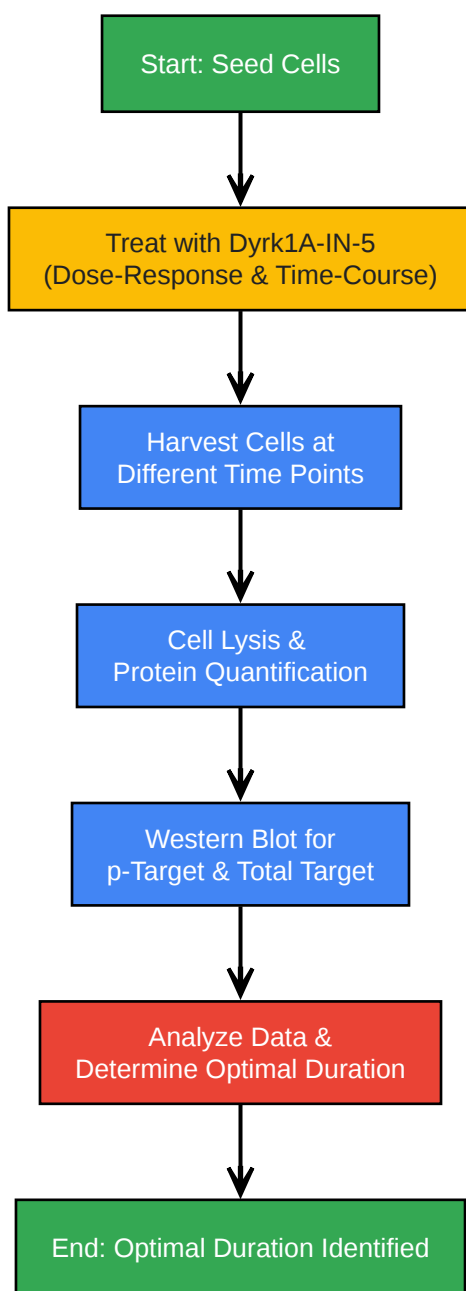 Start: Seed Cells
Treat with Dyrk1A-IN-5
(Dose-Response & Time-Course)
Harvest Cells at
Different Time Points
Cell Lysis &
Protein Quantification
Western Blot for
p-Target & Total Target
Analyze Data &
Determine Optimal Duration
End: Optimal Duration Identified